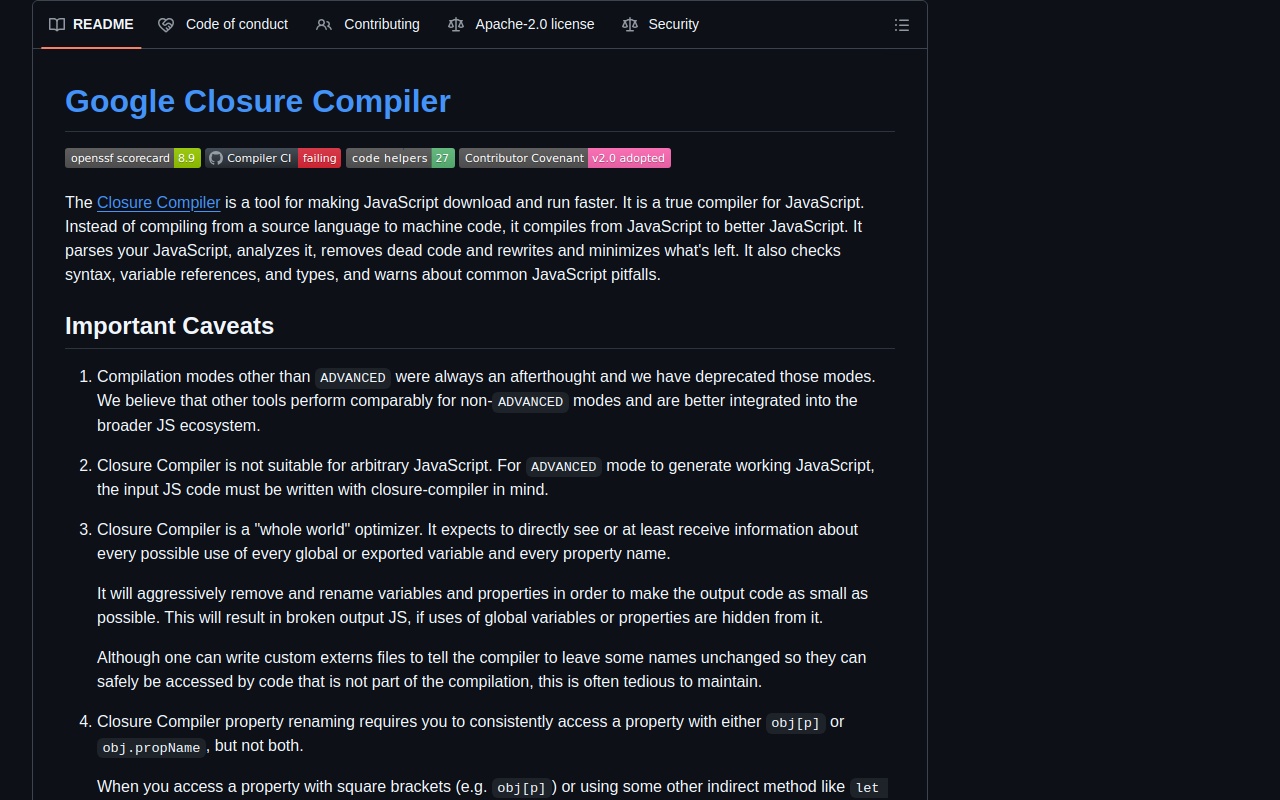 README Code of conduct Contributing Apache-2.0 license Security
Google Closure Compiler
openssf scorecard 8.9 Compiler CI failing code helpers 27 Contributor Covenant v2.0 adopted
The Closure Compiler is a tool for making JavaScript download and run faster. It is a true compiler for JavaScript.
Instead of compiling from a source language to machine code, it compiles from JavaScript to better JavaScript. It
parses your JavaScript, analyzes it, removes dead code and rewrites and minimizes what's left. It also checks
syntax, variable references, and types, and warns about common JavaScript pitfalls.
Important Caveats
1. Compilation modes other than ADVANCED were always an afterthought and we have deprecated those modes.
We believe that other tools perform comparably for non-ADVANCED modes and are better integrated into the
broader JS ecosystem.
2. Closure Compiler is not suitable for arbitrary JavaScript. For ADVANCED mode to generate working JavaScript,
the input JS code must be written with closure-compiler in mind.
3. Closure Compiler is a "whole world" optimizer. It expects to directly see or at least receive information about
every possible use of every global or exported variable and every property name.
It will aggressively remove and rename variables and properties in order to make the output code as small as
possible. This will result in broken output JS, if uses of global variables or properties are hidden from it.
Although one can write custom externs files to tell the compiler to leave some names unchanged so they can
safely be accessed by code that is not part of the compilation, this is often tedious to maintain.
4. Closure Compiler property renaming requires you to consistently access a property with either obj[p] or
obj.propName, but not both.
When you access a property with square brackets (e.g. obj[p]) or using some other indirect method like let